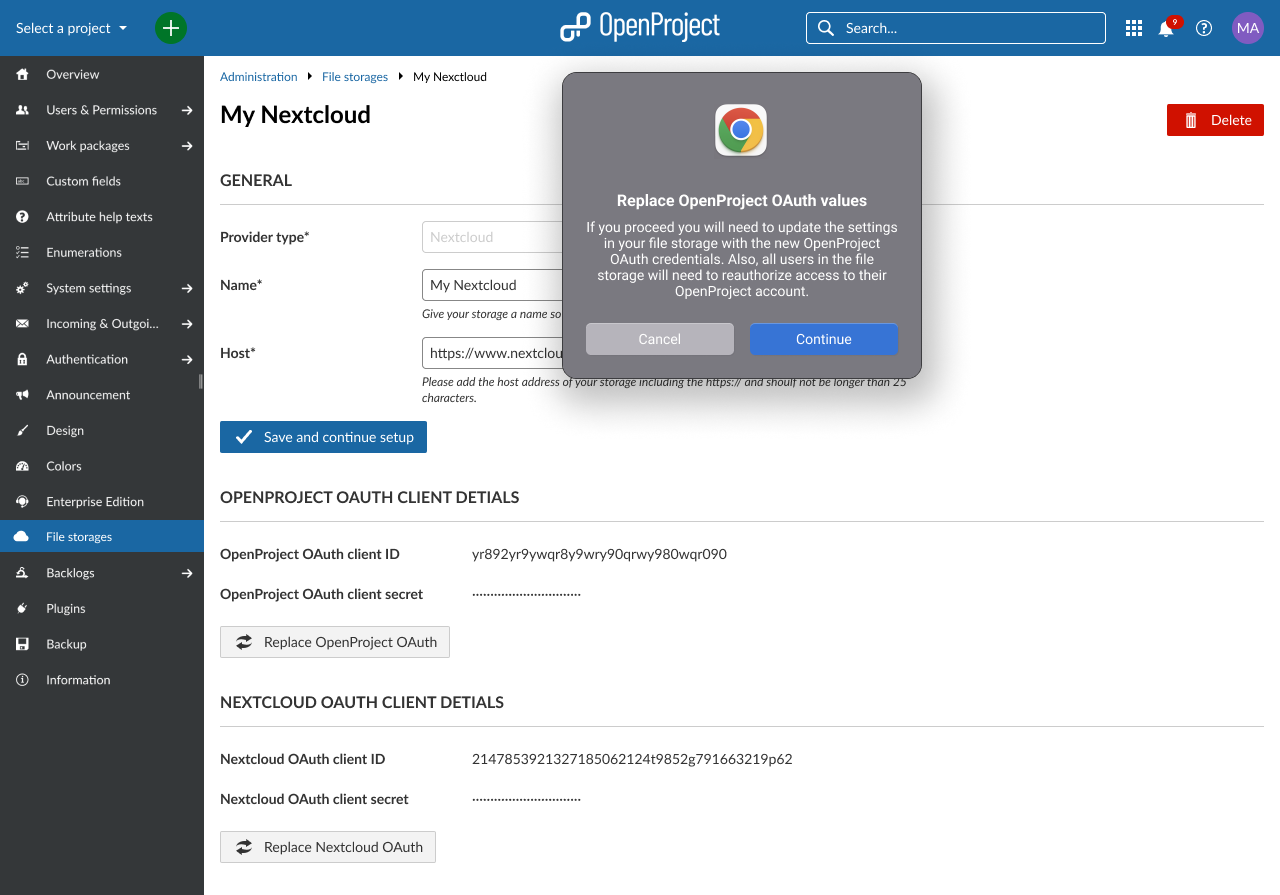 Select a project
OpenProject
Search...
9
MA
Overview
Users & Permissions
Work packages
Custom fields
Attribute help texts
Enumerations
System settings
Incoming & Outgoi...
Authentication
Announcement
Design
Colors
Enterprise Edition
File storages
Backlogs
Plugins
Backup
Information
Administration File storages My Nexctloud
My Nextcloud
Delete
GENERAL
Provider type*
Nextcloud
Name*
My Nextcloud
Give your storage a name so
Host*
https://www.nextclou
Please add the host address of your storage including the https:// and shoulf not be longer than 25
characters.
Save and continue setup
Replace OpenProject OAuth values
If you proceed you will need to update the settings
in your file storage with the new OpenProject
OAuth credentials. Also, all users in the file
storage will need to reauthorize access to their
OpenProject account.
Cancel
Continue
OPENPROJECT OAUTH CLIENT DETIALS
OpenProject OAuth client ID
yr892yr9ywqr8y9wry90qrwy980wqr090
OpenProject OAuth client secret
Replace OpenProject OAuth
NEXTCLOUD OAUTH CLIENT DETIALS
Nextcloud OAuth client ID
2147853921327185062124t9852g791663219p62
Nextcloud OAuth client secret
Replace Nextcloud OAuth